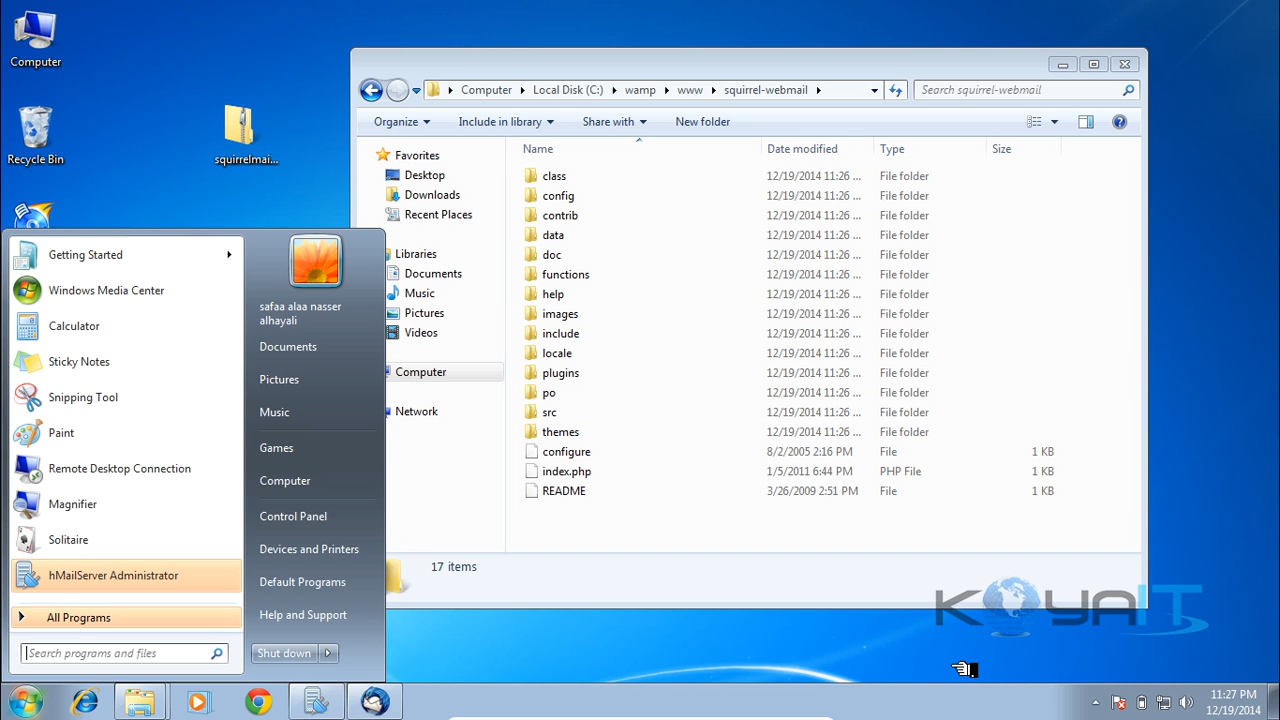 Computer
Recycle Bin
squirrelmai...
Computer
Local Disk (C:)
wamp
www
squirrel-webmail
Search squirrel-webmail
Organize
Include in library
Share with
New folder
Favorites
Desktop
Downloads
Recent Places
Libraries
Documents
Music
Pictures
Videos
Computer
Network
Name Date modified Type Size
class 12/19/2014 11:26 ... File folder
config 12/19/2014 11:26 ... File folder
contrib 12/19/2014 11:26 ... File folder
data 12/19/2014 11:26 ... File folder
doc 12/19/2014 11:26 ... File folder
functions 12/19/2014 11:26 ... File folder
help 12/19/2014 11:26 ... File folder
images 12/19/2014 11:26 ... File folder
include 12/19/2014 11:26 ... File folder
locale 12/19/2014 11:26 ... File folder
plugins 12/19/2014 11:26 ... File folder
po 12/19/2014 11:26 ... File folder
src 12/19/2014 11:26 ... File folder
themes 12/19/2014 11:26 ... File folder
configure 8/2/2005 2:16 PM File 1 KB
index.php 1/5/2011 6:44 PM PHP File 1 KB
README 3/26/2009 2:51 PM File 1 KB
17 items
Getting Started
Windows Media Center
Calculator
Sticky Notes
Snipping Tool
Paint
Remote Desktop Connection
Magnifier
Solitaire
hMailServer Administrator
All Programs
Search programs and files
safaa alaa nasser
alhayali
Documents
Pictures
Music
Games
Computer
Control Panel
Devices and Printers
Default Programs
Help and Support
Shut down
KOYAIT
11:27 PM
12/19/2014